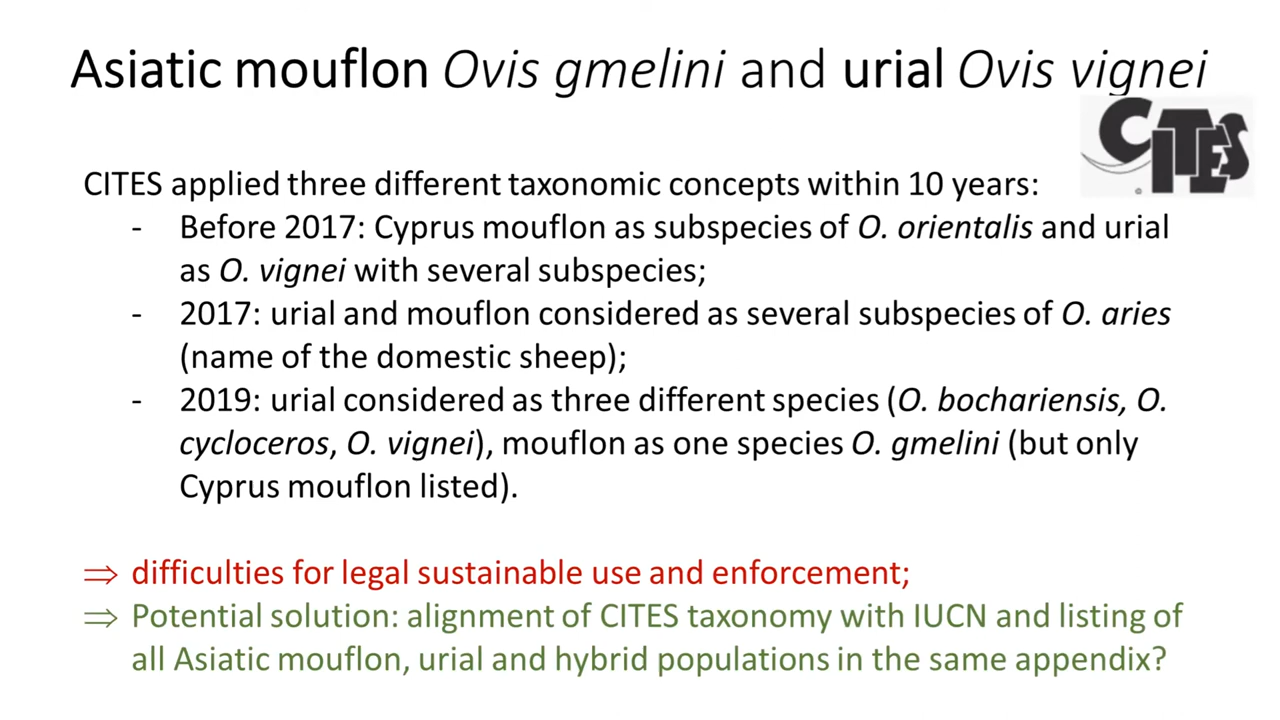 Asiatic mouflon Ovis gmelini and urial Ovis vignei
CITES
CITES applied three different taxonomic concepts within 10 years:
- Before 2017: Cyprus mouflon as subspecies of O. orientalis and urial
as O. vignei with several subspecies;
- 2017: urial and mouflon considered as several subspecies of O. aries
(name of the domestic sheep);
- 2019: urial considered as three different species (O. bochariensis, O.
cycloceros, O. vignei), mouflon as one species O. gmelini (but only
Cyprus mouflon listed).
⇒ difficulties for legal sustainable use and enforcement;
⇒ Potential solution: alignment of CITES taxonomy with IUCN and listing of
all Asiatic mouflon, urial and hybrid populations in the same appendix?